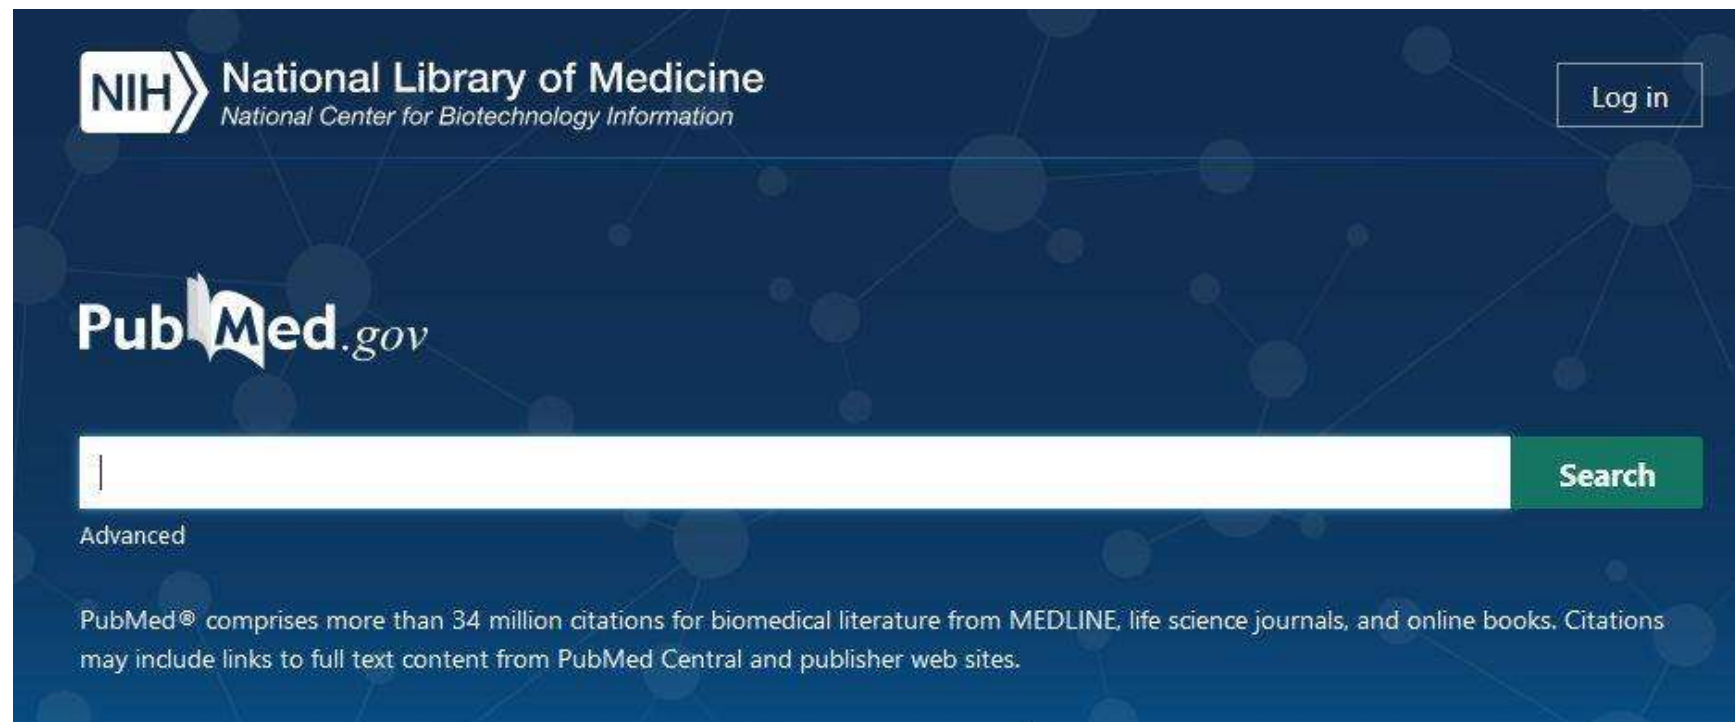 NIH National Library of Medicine
National Center for Biotechnology Information
Log in
PubMed.gov
Search
Advanced
PubMed® comprises more than 34 million citations for biomedical literature from MEDLINE, life science journals, and online books. Citations
may include links to full text content from PubMed Central and publisher web sites.